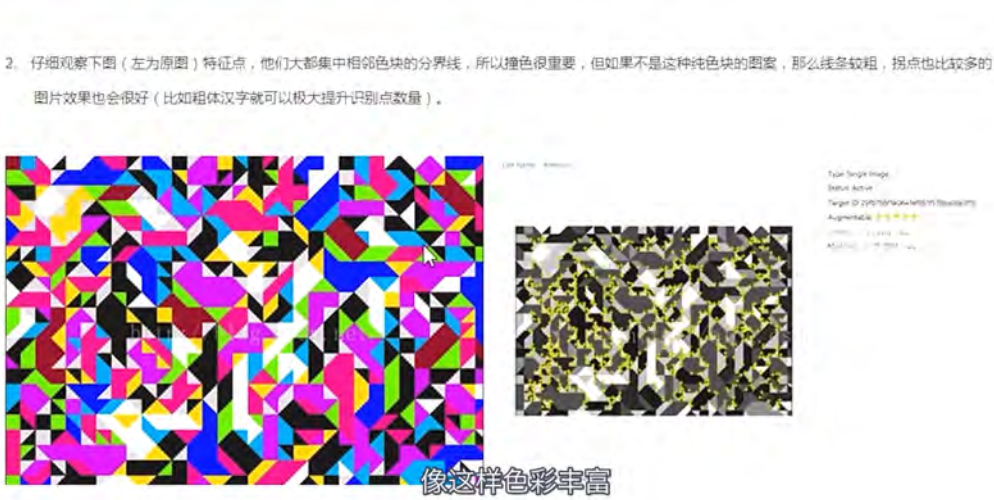 2. 仔细观察下图（左为原图）特征点，他们大都集中相邻色块的分界线，所以撞色很重要，但如果不是这种纯色块的图案，那么线条较粗，拐点也比较多的
图片效果也会很好（比如粗体汉字就可以极大提升识别点数量）。
Type: Single Image
Status: Active
Target ID:
Augmentable:
像这样色彩丰富